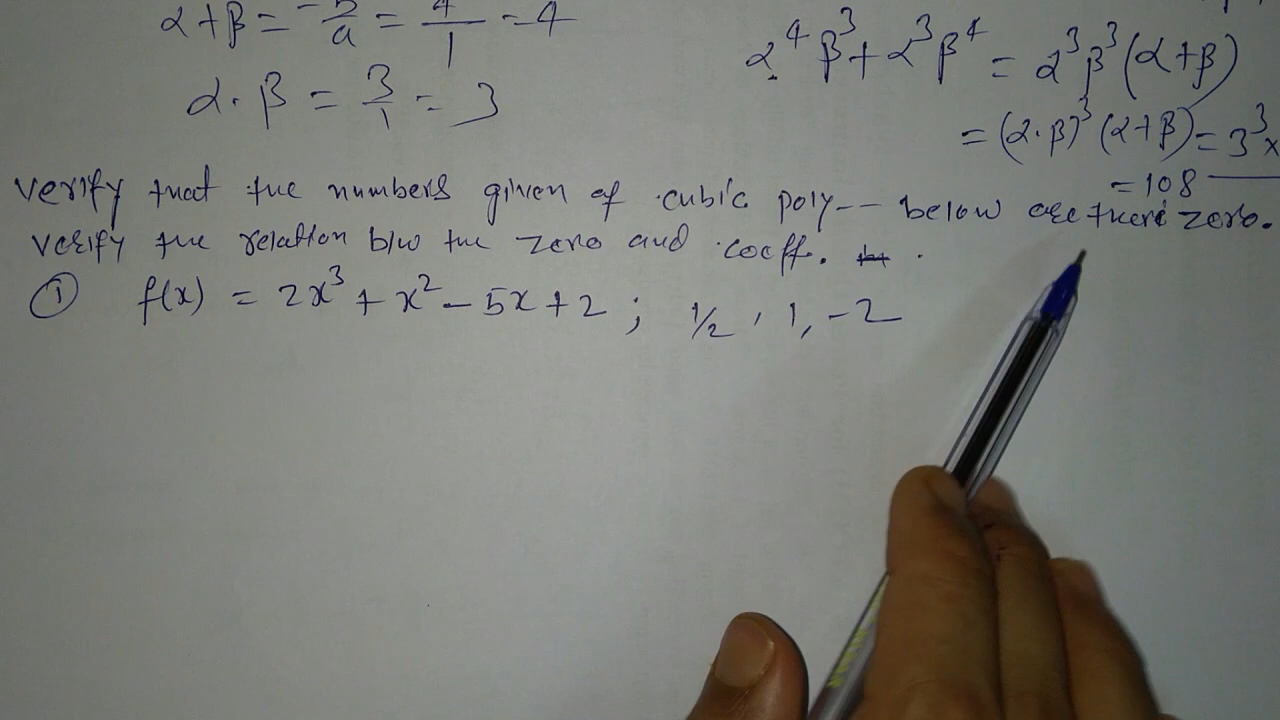 α+β = -b/a = 4/1 = 4
α·β = 3/1 = 3
α⁴β³+α³β⁴ = α³β³(α+β)
= (α·β)³(α+β) = 3³×
= 108
verify that the numbers given of cubic poly-- below are there zero.
verify the relation b/w the zero and coeff.
① f(x) = 2x³ + x² - 5x + 2 ; 1/2 , 1, -2